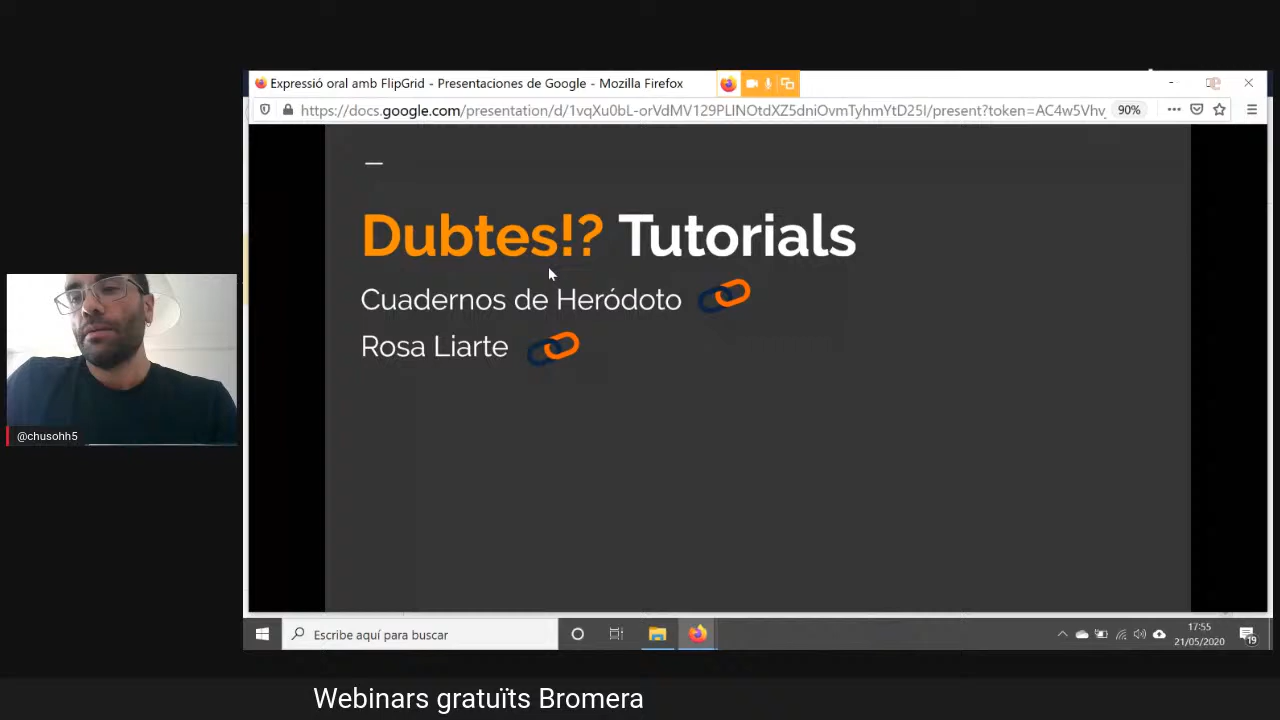 Expressió oral amb FlipGrid - Presentaciones de Google - Mozilla Firefox
https://docs.google.com/presentation/d/1vqXu0bL-orVdMV129PLINOtdXZ5dniOvmTyhmYtD25I/present?token=AC4w5Vhv_
90%
Dubtes!? Tutorials
Cuadernos de Heródoto
Rosa Liarte
@chusohh5
Escribe aquí para buscar
17:55
21/05/2020
19
Webinars gratuïts Bromera